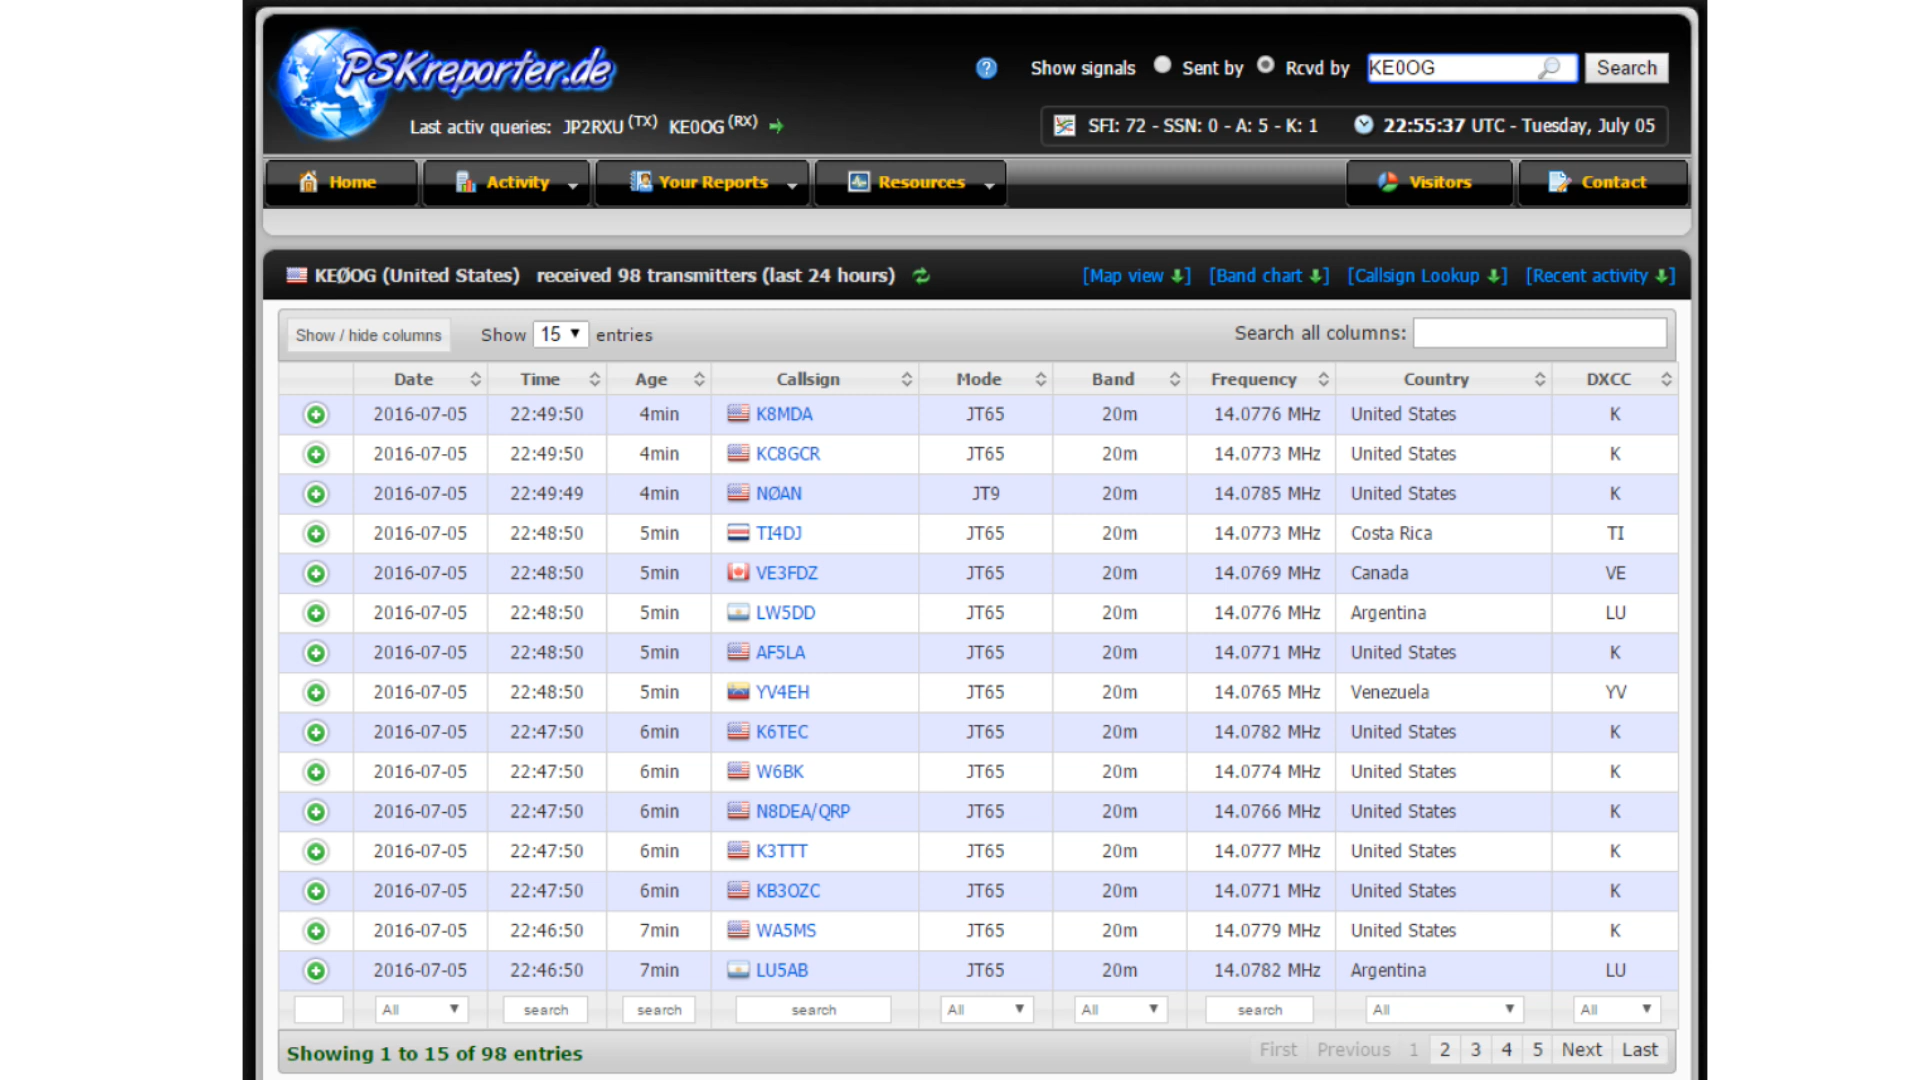 PSKreporter.de
Show signals Sent by Rcvd by KE0OG Search
Last activ queries: JP2RXU (TX) KE0OG (RX)
SFI: 72 - SSN: 0 - A: 5 - K: 1 22:55:37 UTC - Tuesday, July 05
Home Activity Your Reports Resources Visitors Contact
KEØOG (United States) received 98 transmitters (last 24 hours) [Map view ] [Band chart ] [Callsign Lookup ] [Recent activity ]
Show / hide columns Show 15 entries Search all columns:
Date Time Age Callsign Mode Band Frequency Country DXCC
2016-07-05 22:49:50 4min K8MDA JT65 20m 14.0776 MHz United States K
2016-07-05 22:49:50 4min KC8GCR JT65 20m 14.0773 MHz United States K
2016-07-05 22:49:49 4min NØAN JT9 20m 14.0785 MHz United States K
2016-07-05 22:48:50 5min TI4DJ JT65 20m 14.0773 MHz Costa Rica TI
2016-07-05 22:48:50 5min VE3FDZ JT65 20m 14.0769 MHz Canada VE
2016-07-05 22:48:50 5min LW5DD JT65 20m 14.0776 MHz Argentina LU
2016-07-05 22:48:50 5min AF5LA JT65 20m 14.0771 MHz United States K
2016-07-05 22:48:50 5min YV4EH JT65 20m 14.0765 MHz Venezuela YV
2016-07-05 22:47:50 6min K6TEC JT65 20m 14.0782 MHz United States K
2016-07-05 22:47:50 6min W6BK JT65 20m 14.0774 MHz United States K
2016-07-05 22:47:50 6min N8DEA/QRP JT65 20m 14.0766 MHz United States K
2016-07-05 22:47:50 6min K3TTT JT65 20m 14.0777 MHz United States K
2016-07-05 22:47:50 6min KB3OZC JT65 20m 14.0771 MHz United States K
2016-07-05 22:46:50 7min WA5MS JT65 20m 14.0779 MHz United States K
2016-07-05 22:46:50 7min LU5AB JT65 20m 14.0782 MHz Argentina LU
All search search search All All search All All
Showing 1 to 15 of 98 entries First Previous 1 2 3 4 5 Next Last